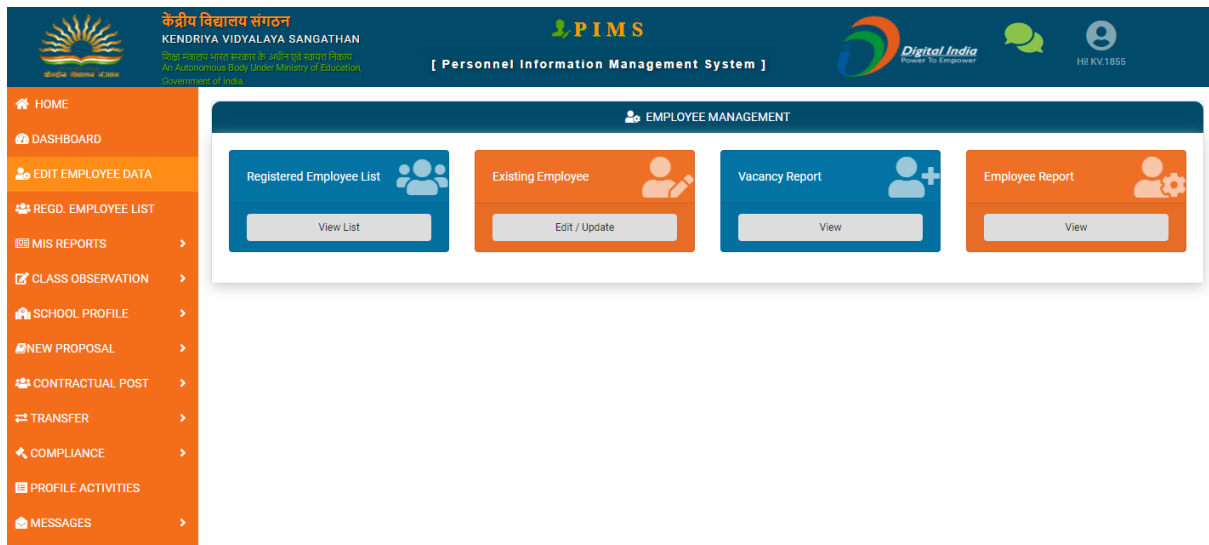 केंद्रीय विद्यालय संगठन
KENDRIYA VIDYALAYA SANGATHAN
शिक्षा मंत्रालय भारत सरकार के अधीन एवं स्वायत्त निकाय
An Autonomous Body Under Ministry of Education,
Government of India.
केन्द्रीय विद्यालय संगठन
PIMS
[ Personnel Information Management System ]
Digital India
Power To Empower
Hi! KV.1855
HOME
DASHBOARD
EDIT EMPLOYEE DATA
REGD. EMPLOYEE LIST
MIS REPORTS
CLASS OBSERVATION
SCHOOL PROFILE
NEW PROPOSAL
CONTRACTUAL POST
TRANSFER
COMPLIANCE
PROFILE ACTIVITIES
MESSAGES
EMPLOYEE MANAGEMENT
Registered Employee List
View List
Existing Employee
Edit / Update
Vacancy Report
View
Employee Report
View